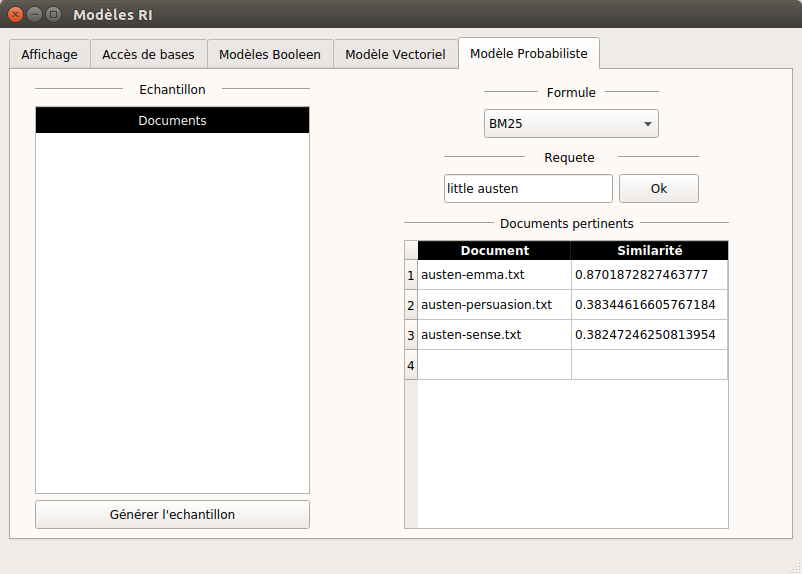 Modèles RI
Affichage
Accès de bases
Modèles Booleen
Modèle Vectoriel
Modèle Probabiliste
Echantillon
Documents
Générer l'echantillon
Formule
BM25
Requete
little austen
Ok
Documents pertinents
Document Similarité
1 austen-emma.txt 0.8701872827463777
2 austen-persuasion.txt 0.38344616605767184
3 austen-sense.txt 0.38247246250813954
4